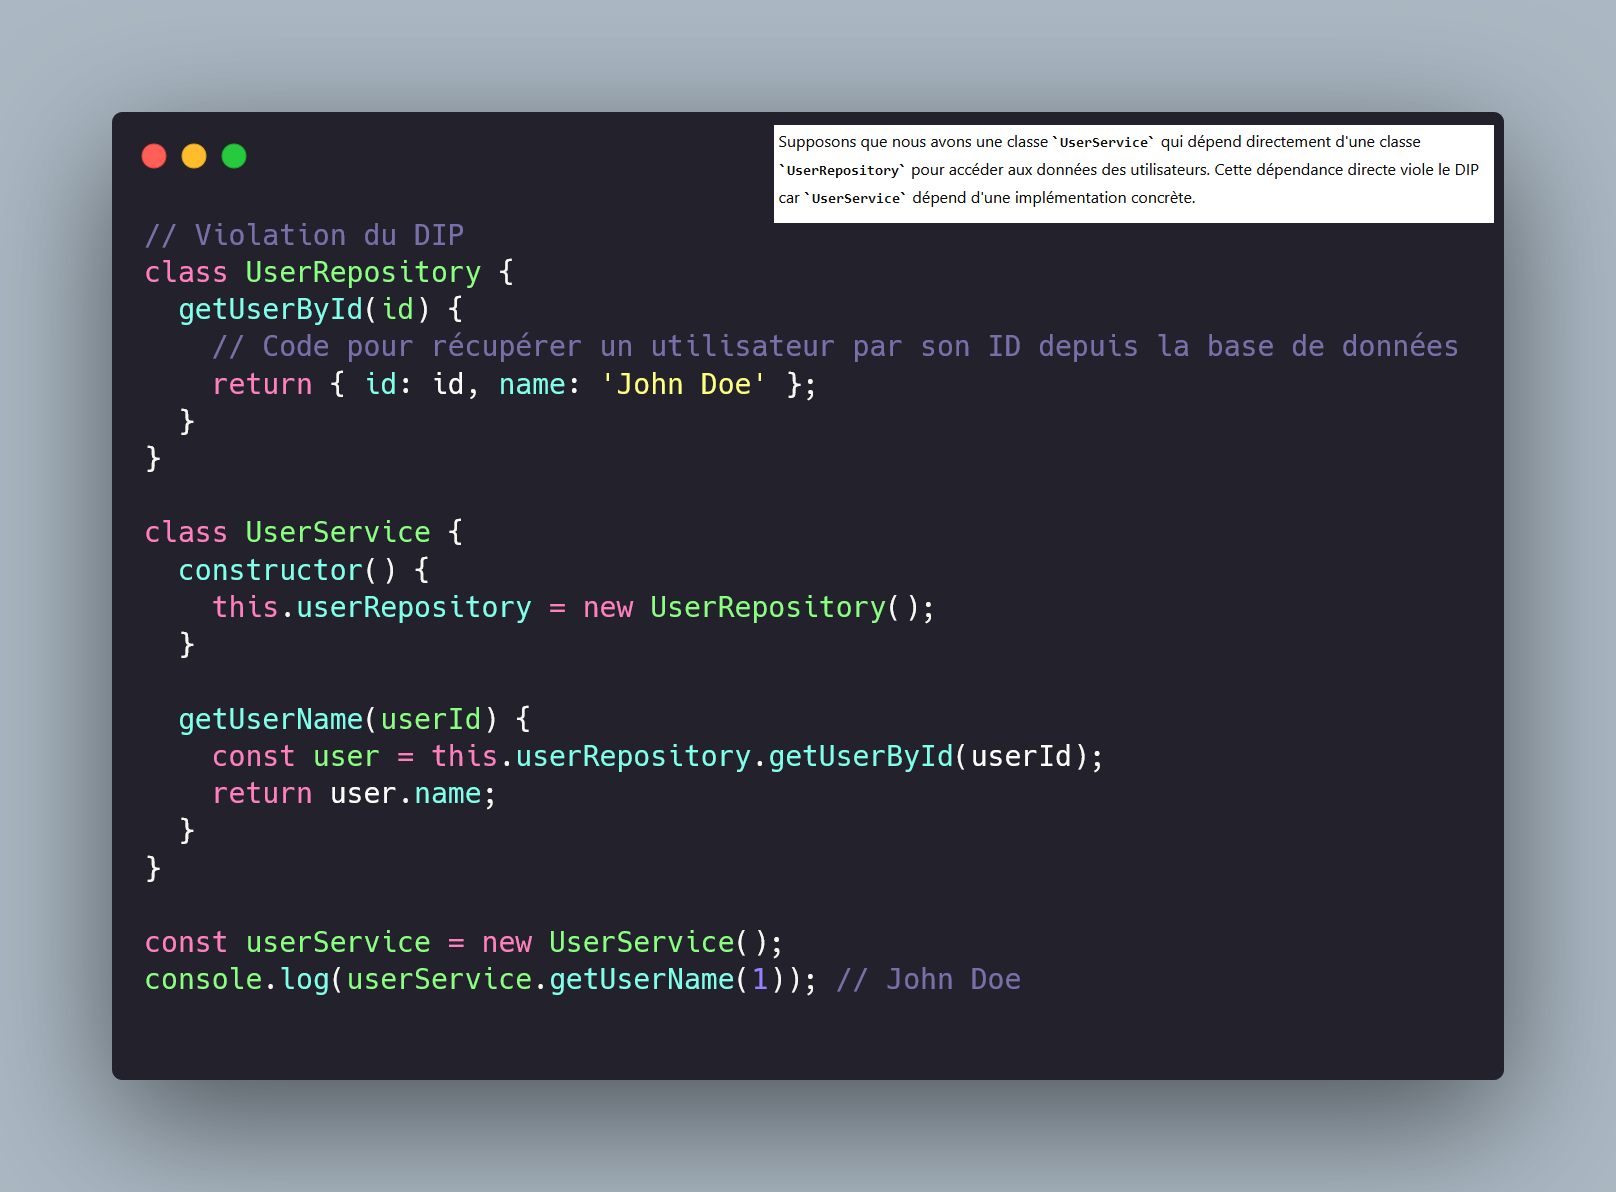 Supposons que nous avons une classe `UserService` qui dépend directement d'une classe
`UserRepository` pour accéder aux données des utilisateurs. Cette dépendance directe viole le DIP
car `UserService` dépend d'une implémentation concrète.
// Violation du DIP
class UserRepository {
  getUserById(id) {
    // Code pour récupérer un utilisateur par son ID depuis la base de données
    return { id: id, name: 'John Doe' };
  }
}
class UserService {
  constructor() {
    this.userRepository = new UserRepository();
  }
  getUserName(userId) {
    const user = this.userRepository.getUserById(userId);
    return user.name;
  }
}
const userService = new UserService();
console.log(userService.getUserName(1)); // John Doe